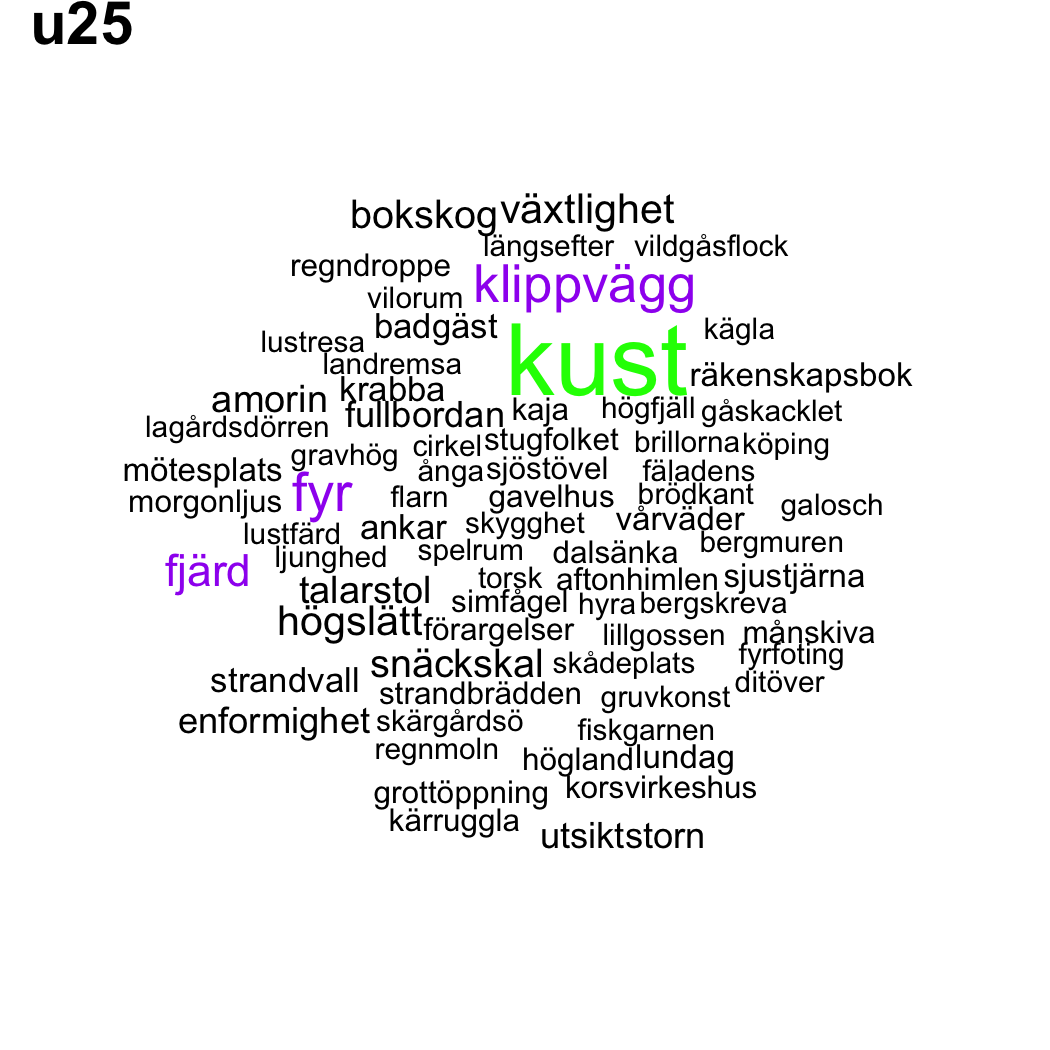 u25
bokskog växtlighet
längsefter vildgåsflock
regndroppe klippvägg
vilorum
badgäst kägla
lustresa kust
landremsa räkenskapsbok
amorin krabba
fullbordan kaja högfjäll gåskacklet
lagårdsdörren cirkel stugfolket brillorna köping
gravhög
mötesplats ånga sjöstövel fäladens
morgonljus fyr flarn gavelhus brödkant galosch
lustfärd ankar skygghet vårväder
ljunghed spelrum dalsänka bergmuren
fjärd torsk aftonhimlen sjustjärna
talarstol simfågel hyra bergskreva
högslätt förargelser lillgossen månskiva
snäckskal skådeplats fyrfoting
strandvall strandbrädden gruvkonst ditöver
enformighet skärgårdsö fiskgarnen
regnmoln högland lundag
grottöppning korsvirkeshus
kärruggla utsiktstorn